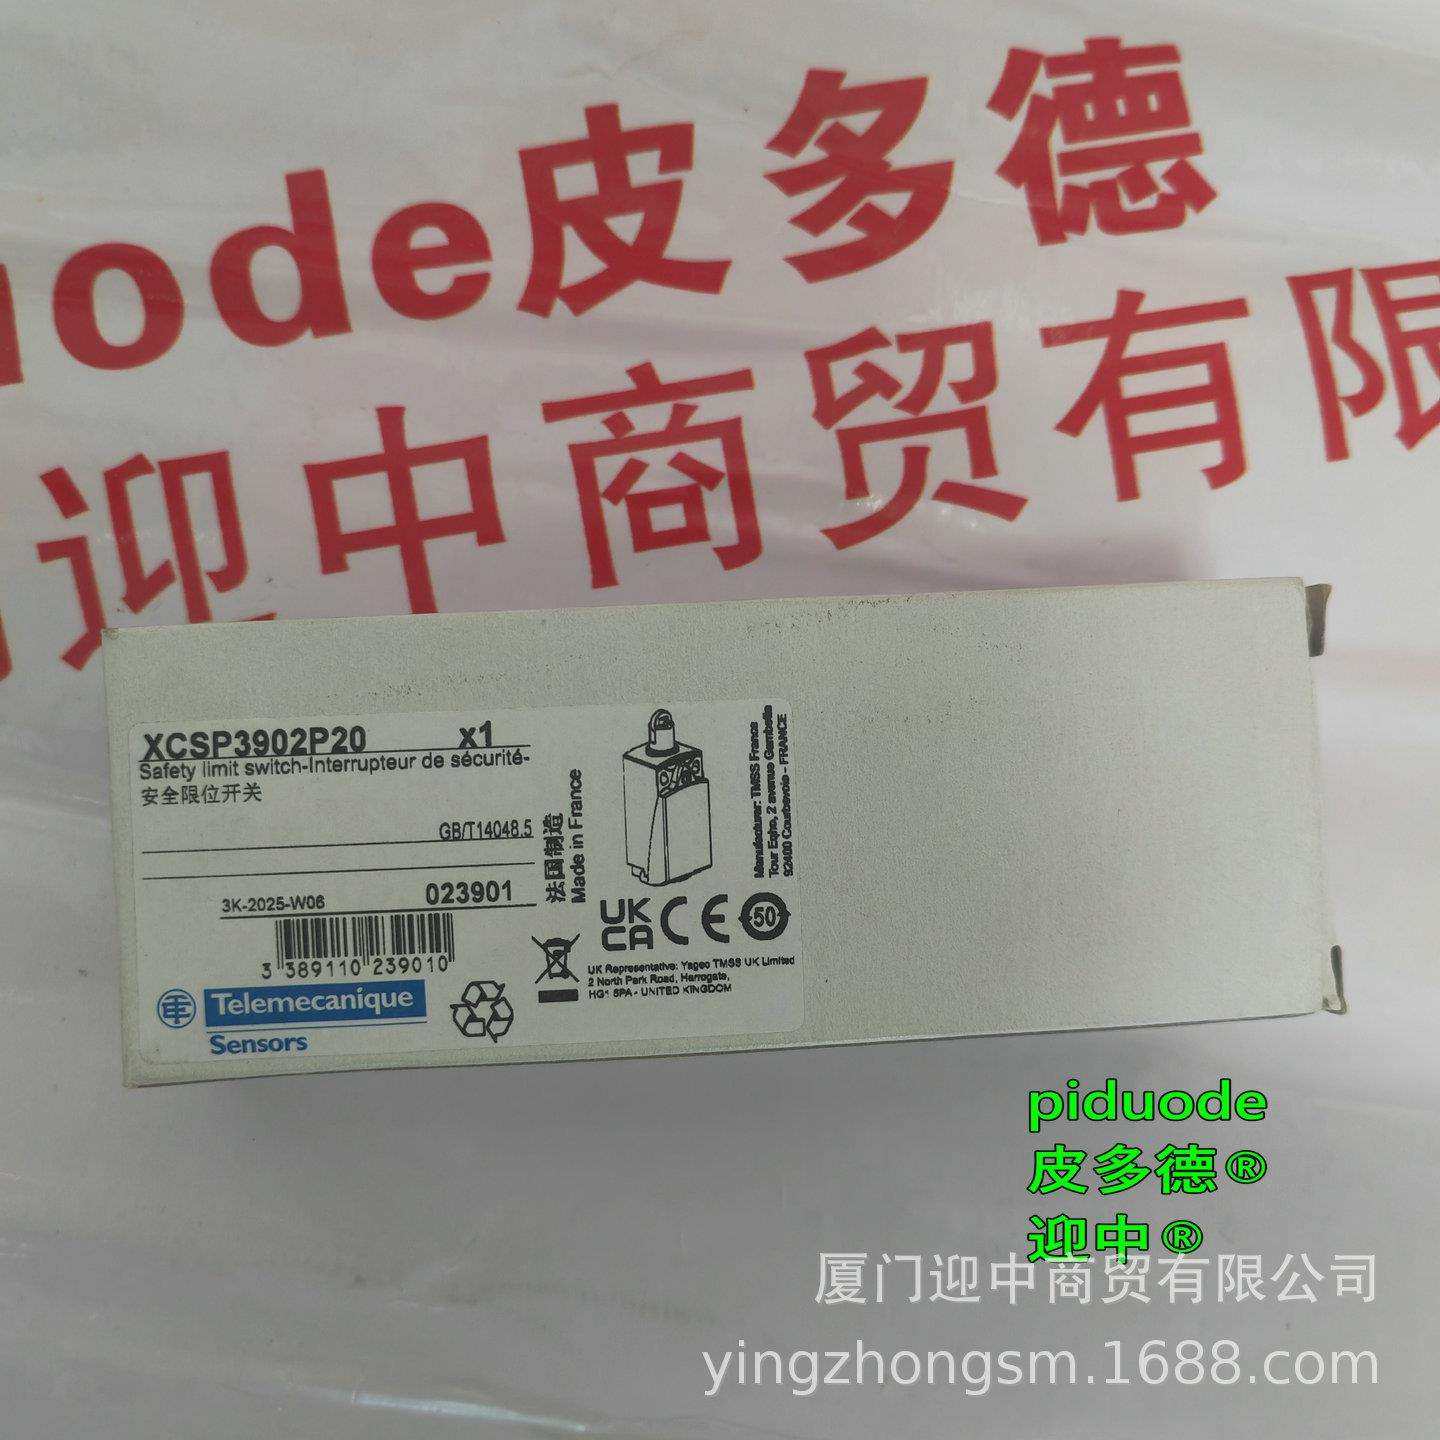 uode皮多德
迎中商贸有限
XCSP3902P20 x1
Safety limit switch-Interrupteur de sécurité-
安全限位开关
GB/T14048.5
3K-2025-W06 023901
3 389110 239010
Telemecanique
Sensors
法国制造
Made in France
Manufacturer: TMSS France
Tour Eqho, 2 avenue Gambetta
92400 Courbevoie - FRANCE
UK
CA
CE
50
UK Representative: Yageo TMSS UK Limited
2 North Park Road, Harrogate,
HG1 5PA - UNITED KINGDOM
piduode
皮多德®
迎中®
厦门迎中商贸有限公司
yingzhongsm.1688.com